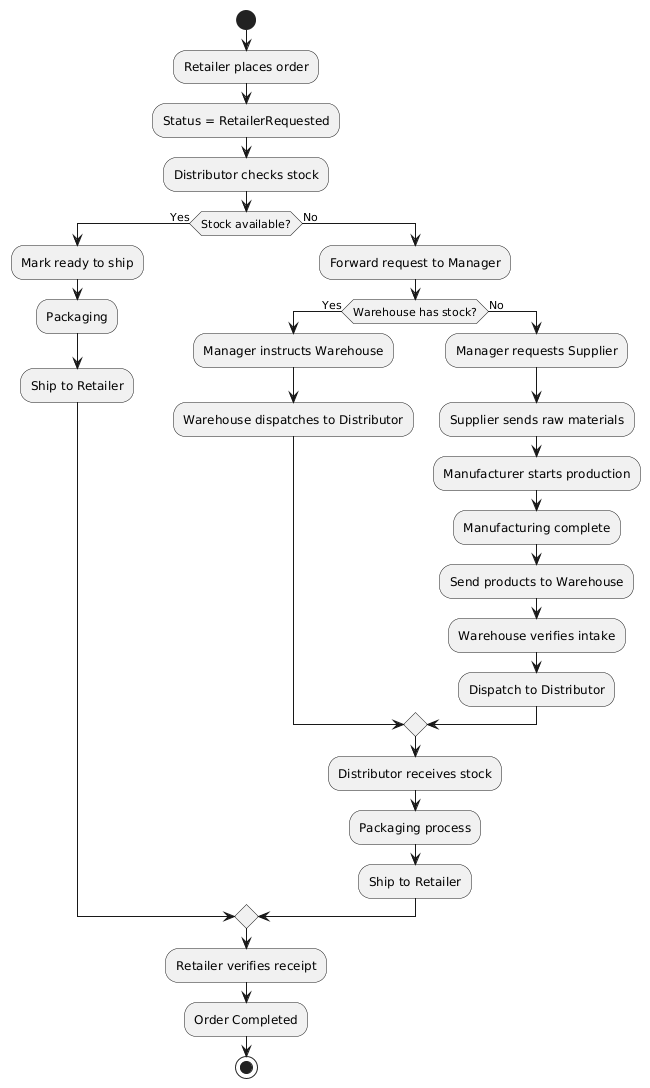 Retailer places order
Status = RetailerRequested
Distributor checks stock
Yes
Stock available?
No
Mark ready to ship
Packaging
Ship to Retailer
Forward request to Manager
Yes
Warehouse has stock?
No
Manager instructs Warehouse
Warehouse dispatches to Distributor
Manager requests Supplier
Supplier sends raw materials
Manufacturer starts production
Manufacturing complete
Send products to Warehouse
Warehouse verifies intake
Dispatch to Distributor
Distributor receives stock
Packaging process
Ship to Retailer
Retailer verifies receipt
Order Completed